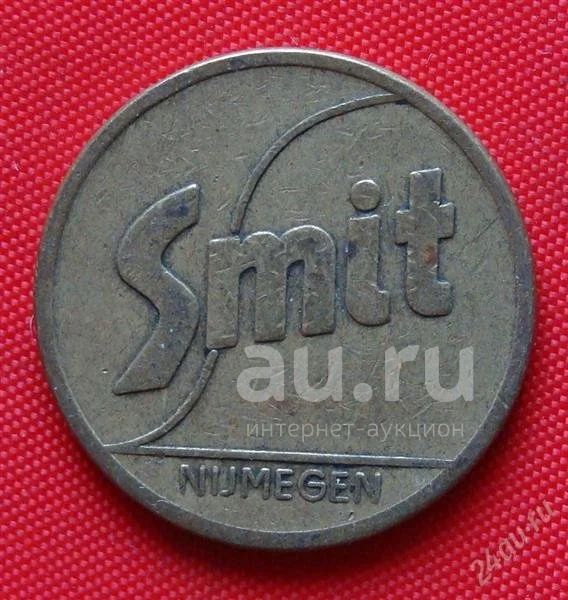 Smit
au.ru
интернет-аукцион
NIJMEGEN
24au.ru